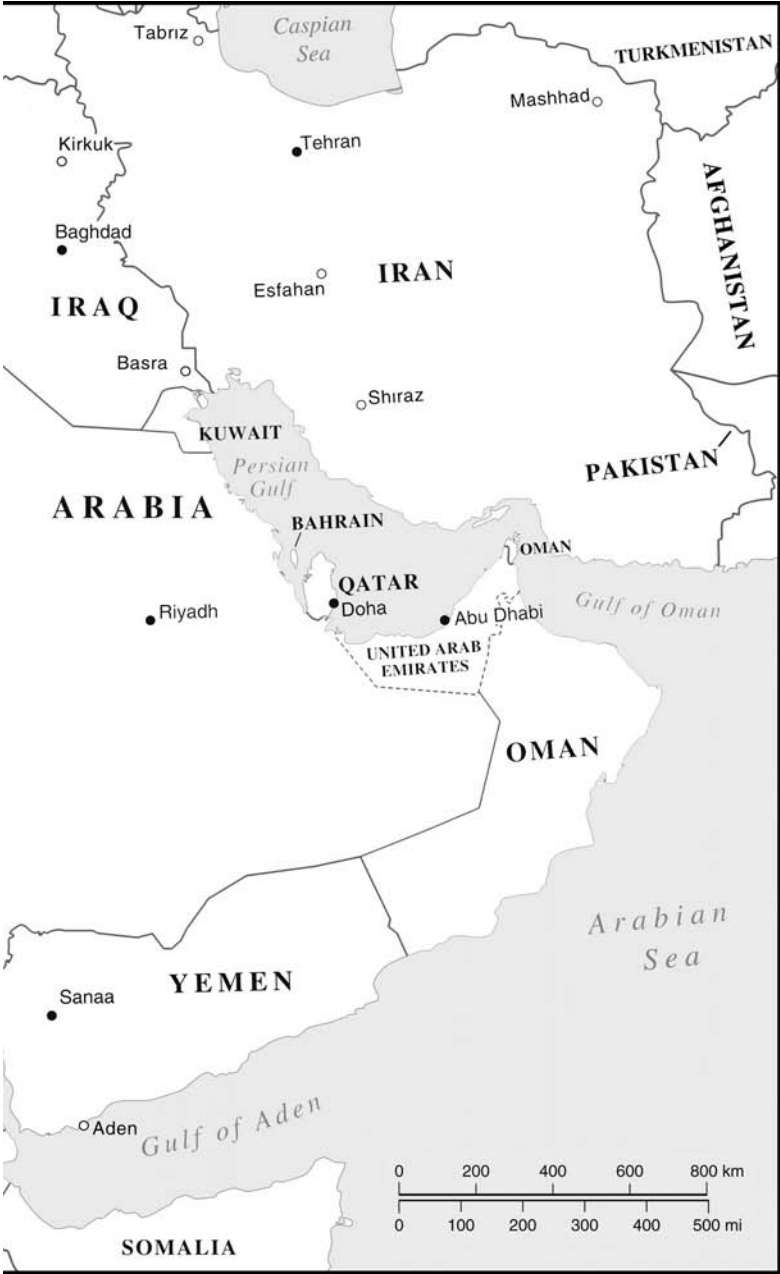 Tabrız
Caspian
Sea
TURKMENISTAN
Mashhad
Kirkuk
Tehran
AFGHANISTAN
Baghdad
Esfahan
IRAN
IRAQ
Basra
Shıraz
KUWAIT
Persian
Gulf
PAKISTAN
ARABIA
BAHRAIN
OMAN
QATAR
Doha
Riyadh
Abu Dhabi
Gulf of Oman
UNITED ARAB
EMIRATES
OMAN
Arabian
Sea
YEMEN
Sanaa
Aden
Gulf of Aden
0 200 400 600 800 km
0 100 200 300 400 500 mi
SOMALIA